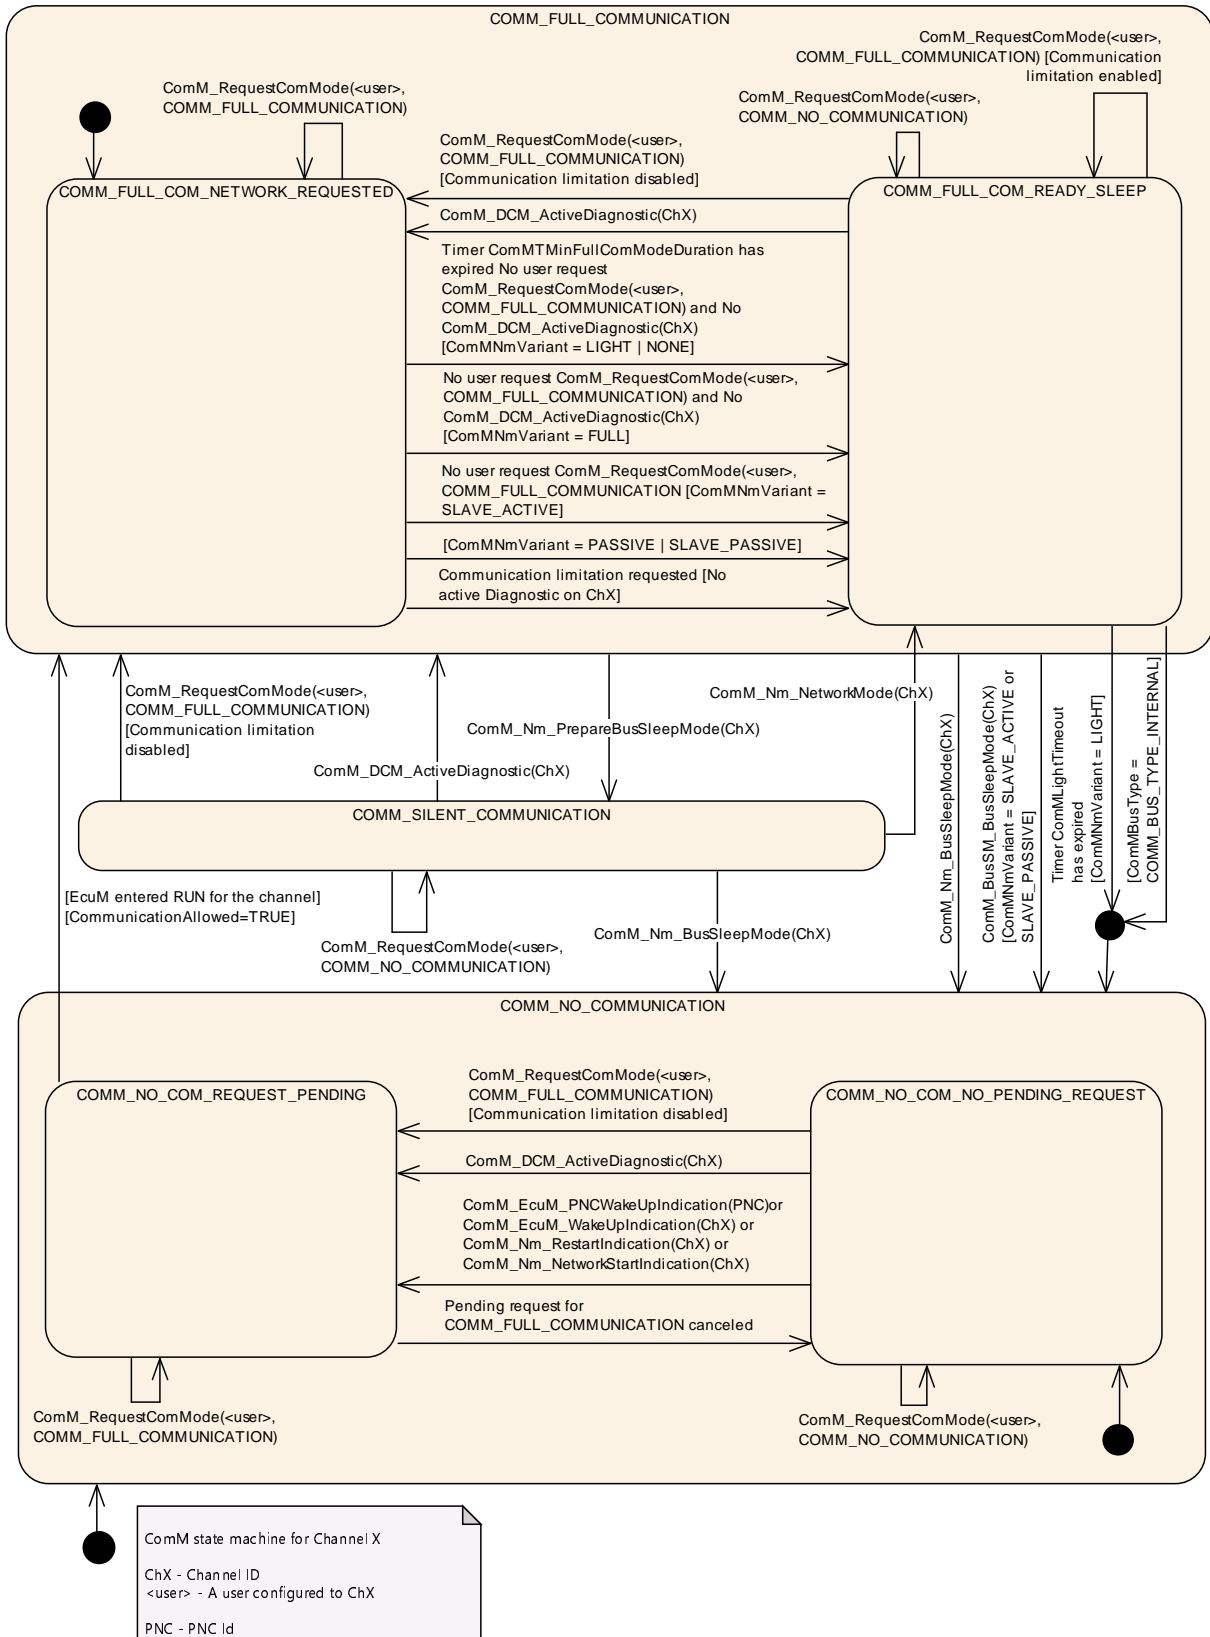 COMM_FULL_COMMUNICATION
ComM_RequestComMode(<user>,
COMM_FULL_COMMUNICATION) [Communication
limitation enabled]
ComM_RequestComMode(<user>,
COMM_FULL_COMMUNICATION)
ComM_RequestComMode(<user>,
COMM_NO_COMMUNICATION)
ComM_RequestComMode(<user>,
COMM_FULL_COMMUNICATION)
[Communication limitation disabled]
COMM_FULL_COM_NETWORK_REQUESTED
COMM_FULL_COM_READY_SLEEP
ComM_DCM_ActiveDiagnostic(ChX)
Timer ComMTMinFullComModeDuration has
expired No user request
ComM_RequestComMode(<user>,
COMM_FULL_COMMUNICATION) and No
ComM_DCM_ActiveDiagnostic(ChX)
[ComMNmVariant = LIGHT | NONE]
No user request ComM_RequestComMode(<user>,
COMM_FULL_COMMUNICATION) and No
ComM_DCM_ActiveDiagnostic(ChX)
[ComMNmVariant = FULL]
No user request ComM_RequestComMode(<user>,
COMM_FULL_COMMUNICATION [ComMNmVariant =
SLAVE_ACTIVE]
[ComMNmVariant = PASSIVE | SLAVE_PASSIVE]
Communication limitation requested [No
active Diagnostic on ChX]
ComM_RequestComMode(<user>,
COMM_FULL_COMMUNICATION)
[Communication limitation
disabled]
ComM_DCM_ActiveDiagnostic(ChX)
ComM_Nm_PrepareBusSleepMode(ChX)
ComM_Nm_NetworkMode(ChX)
ComM_Nm_BusSleepMode(ChX)
ComM_BusSM_BusSleepMode(ChX)
[ComMNmVariant = SLAVE_ACTIVE or
SLAVE_PASSIVE]
Timer ComMLightTimeout
has expired
[ComMNmVariant = LIGHT]
[ComMBusType =
COMM_BUS_TYPE_INTERNAL]
COMM_SILENT_COMMUNICATION
[EcuM entered RUN for the channel]
[CommunicationAllowed=TRUE]
ComM_RequestComMode(<user>,
COMM_NO_COMMUNICATION)
ComM_Nm_BusSleepMode(ChX)
COMM_NO_COMMUNICATION
COMM_NO_COM_REQUEST_PENDING
COMM_NO_COM_NO_PENDING_REQUEST
ComM_RequestComMode(<user>,
COMM_FULL_COMMUNICATION)
[Communication limitation disabled]
ComM_DCM_ActiveDiagnostic(ChX)
ComM_EcuM_PNCWakeUpIndication(PNC)or
ComM_EcuM_WakeUpIndication(ChX) or
ComM_Nm_RestartIndication(ChX) or
ComM_Nm_NetworkStartIndication(ChX)
Pending request for
COMM_FULL_COMMUNICATION canceled
ComM_RequestComMode(<user>,
COMM_FULL_COMMUNICATION)
ComM_RequestComMode(<user>,
COMM_NO_COMMUNICATION)
ComM state machine for Channel X
ChX - Channel ID
<user> - A user configured to ChX
PNC - PNC Id